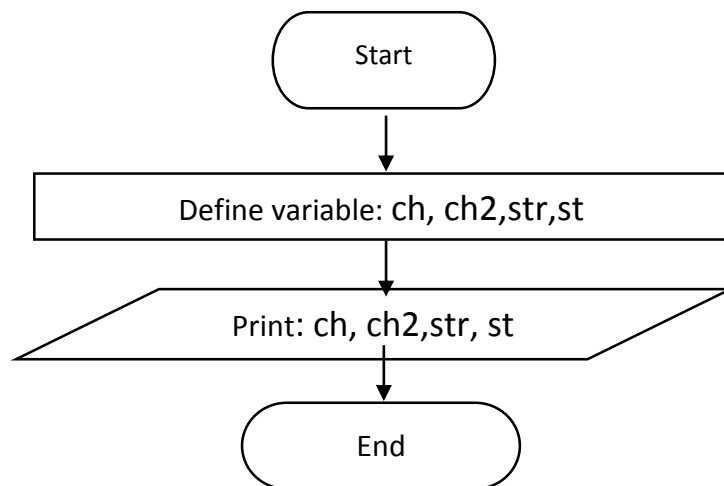 Start
Define variable: ch, ch2,str,st
Print: ch, ch2,str, st
End